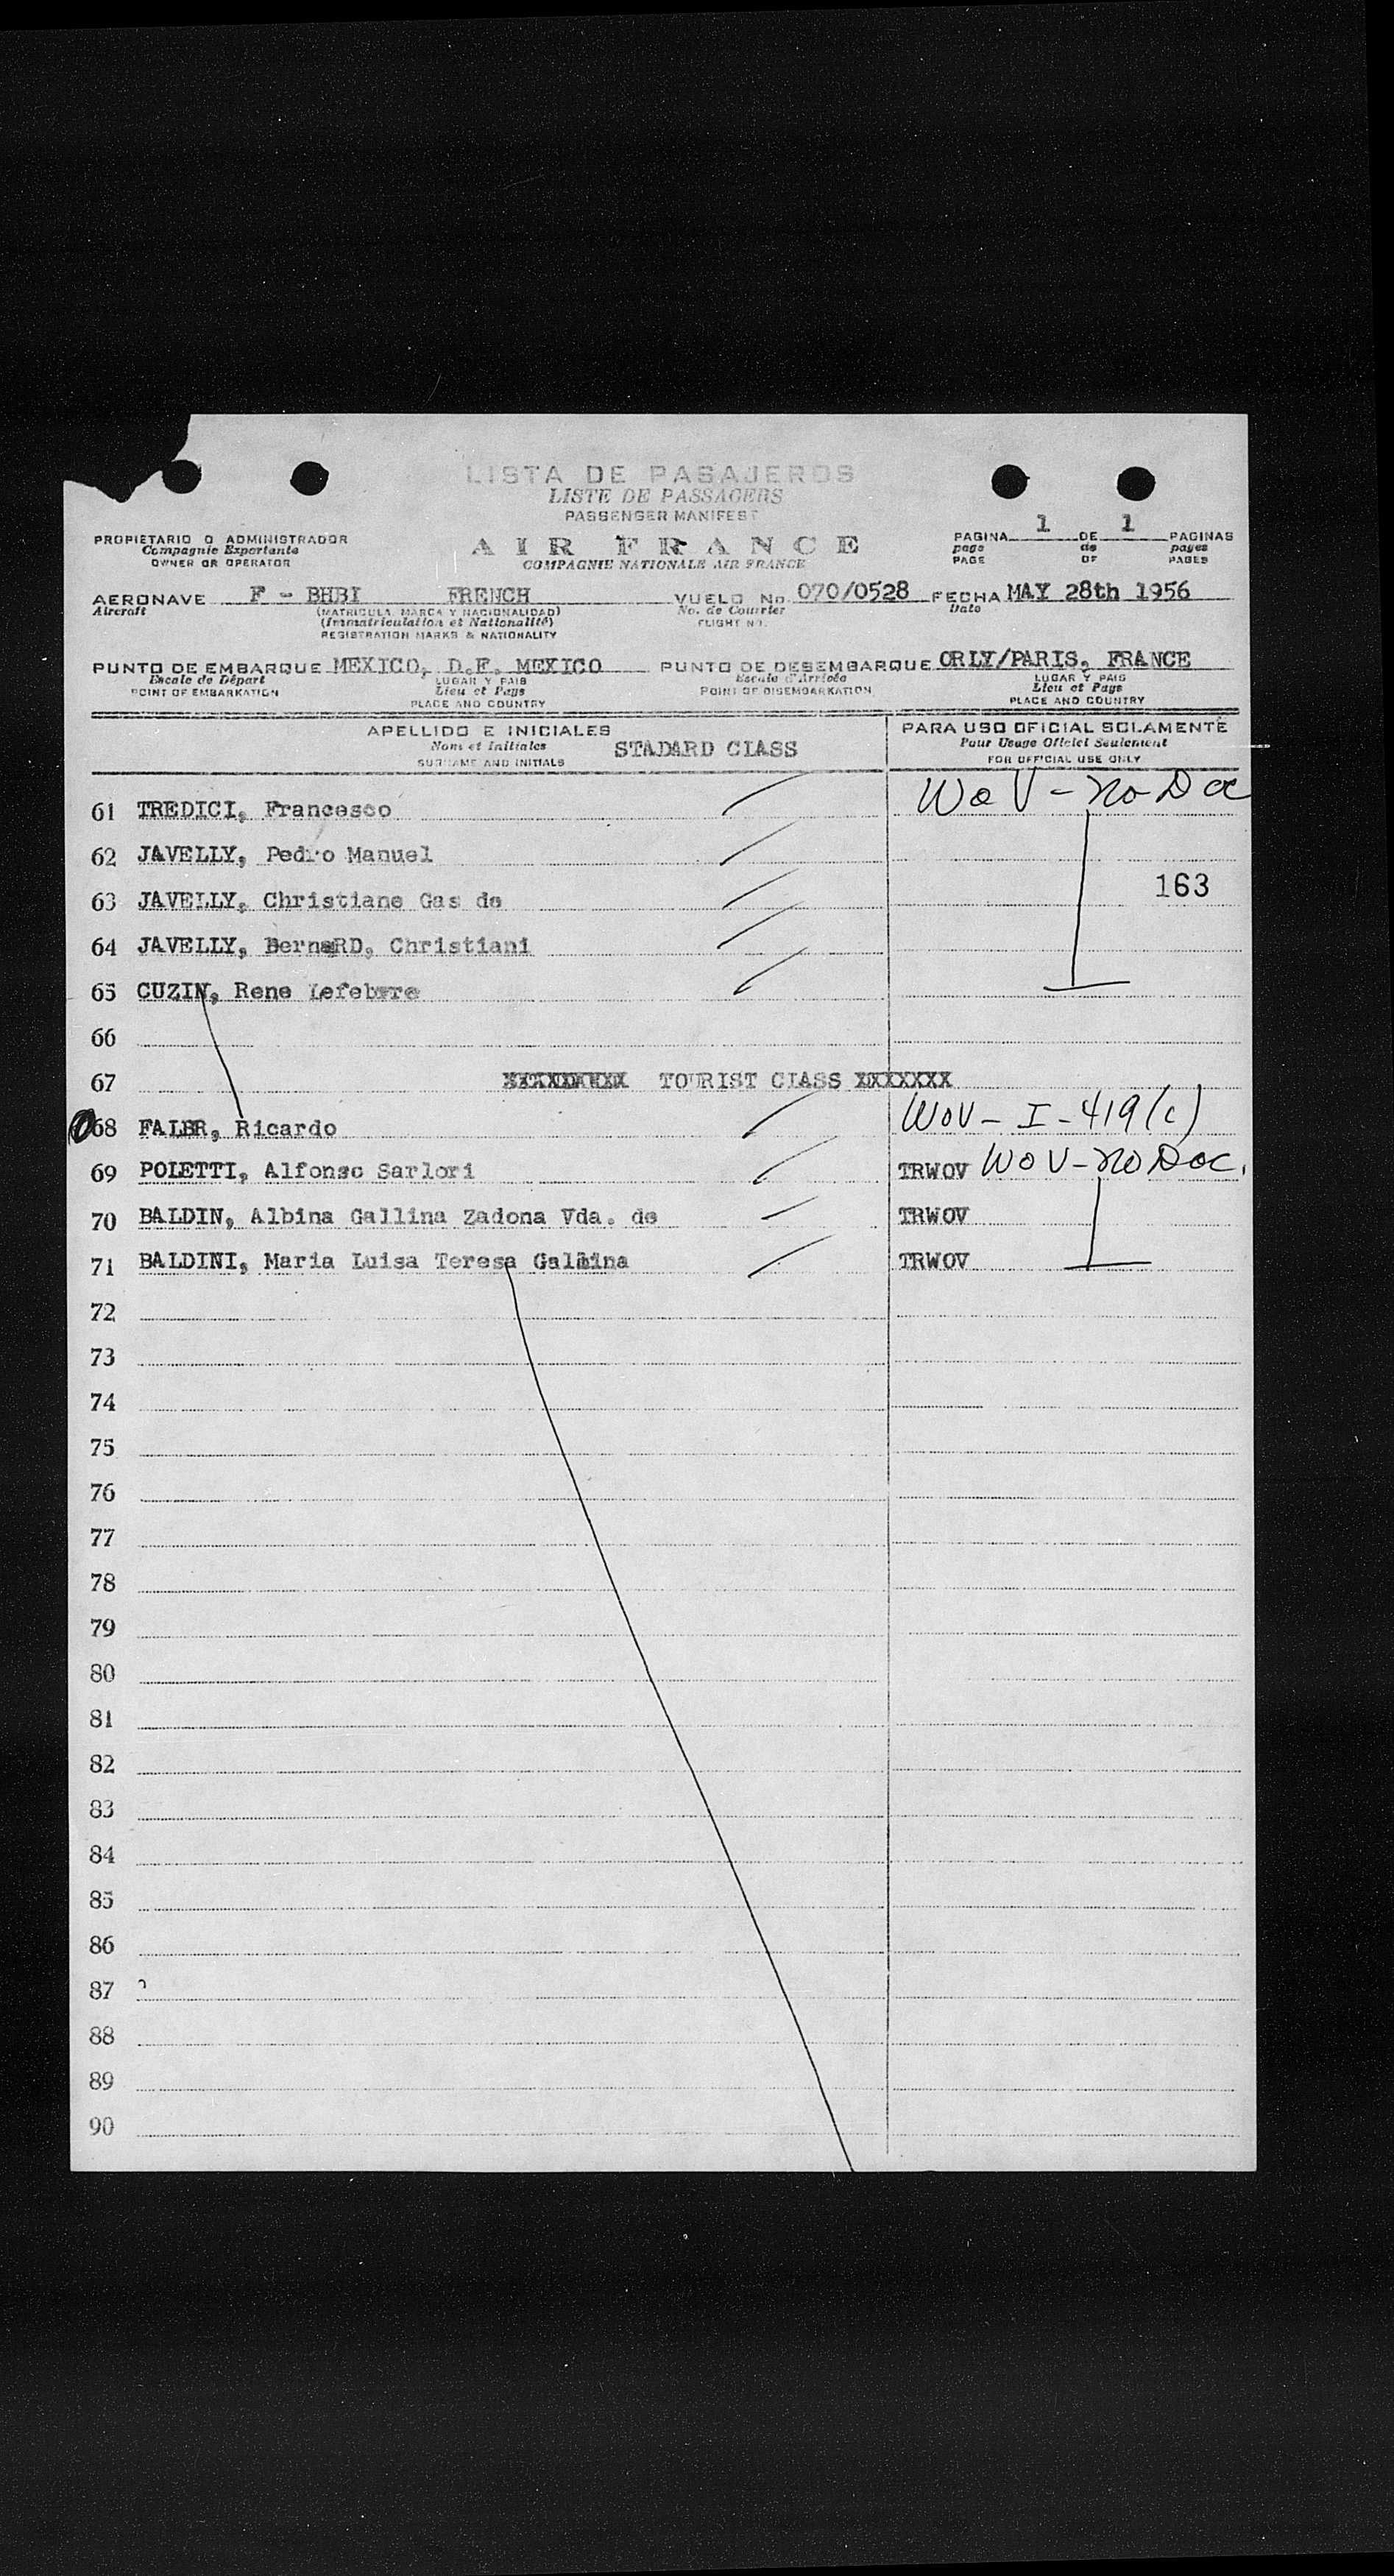 LISTA DE PASAJEROS
LISTE DE PASSAGERS
PASSENGER MANIFEST
PROPIETARIO O ADMINISTRADOR
Compagnie Exportante
OWNER OR OPERATOR
AIR FRANCE
COMPAGNIE NATIONALE AIR FRANCE
PAGINA 1 DE 1 PAGINAS
page de pages
PAGE OF PAGES
AERONAVE F - BHBI FRENCH VUELO No. 070/0528 FECHA MAY 28th 1956
Aircraft (MATRICULA, MARCA Y NACIONALIDAD) No. de Courrier Date
(Immatriculation et Nationalité) FLIGHT NO.
REGISTRATION MARKS & NATIONALITY
PUNTO DE EMBARQUE MEXICO, D.F. MEXICO PUNTO DE DESEMBARQUE ORLY/PARIS, FRANCE
Escale de Départ LUGAR Y PAIS Escale d'Arrivée LUGAR Y PAIS
POINT OF EMBARKATION Lieu et Pays POINT OF DISEMBARKATION Lieu et Pays
PLACE AND COUNTRY PLACE AND COUNTRY
APELLIDO E INICIALES PARA USO OFICIAL SOLAMENTE
Nom et Initiales STADARD CLASS Pour Usage Officiel Seulement
SURNAME AND INITIALS FOR OFFICIAL USE ONLY
61 TREDICI, Francesco WoV - no Doc
62 JAVELLY, Pedro Manuel
63 JAVELLY, Christiane Gas de 163
64 JAVELLY, BernaRD, Christiani
65 CUZIN, Rene Lefebvre
66
67 TOURIST CLASS XXXXXXX
68 FALBR, Ricardo WoV - I - 419 (c)
69 POLETTI, Alfonso Sarlori TRWOV WoV - no Doc.
70 BALDIN, Albina Gallina Zadona Vda. de TRWOV
71 BALDINI, Maria Luisa Teresa Gallina TRWOV
72
73
74
75
76
77
78
79
80
81
82
83
84
85
86
87
88
89
90